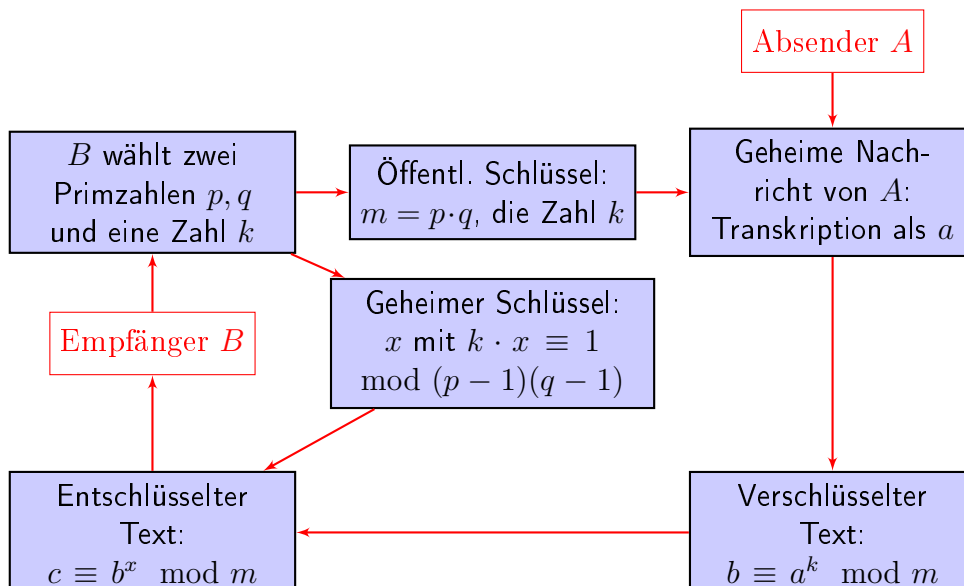 Absender A
B wählt zwei
Primzahlen p, q
und eine Zahl k
Öffentl. Schlüssel:
m = p·q, die Zahl k
Geheime Nach-
richt von A:
Transkription als a
Geheimer Schlüssel:
x mit k · x ≡ 1
mod (p − 1)(q − 1)
Empfänger B
Entschlüsselter
Text:
c ≡ b^x mod m
Verschlüsselter
Text:
b ≡ a^k mod m